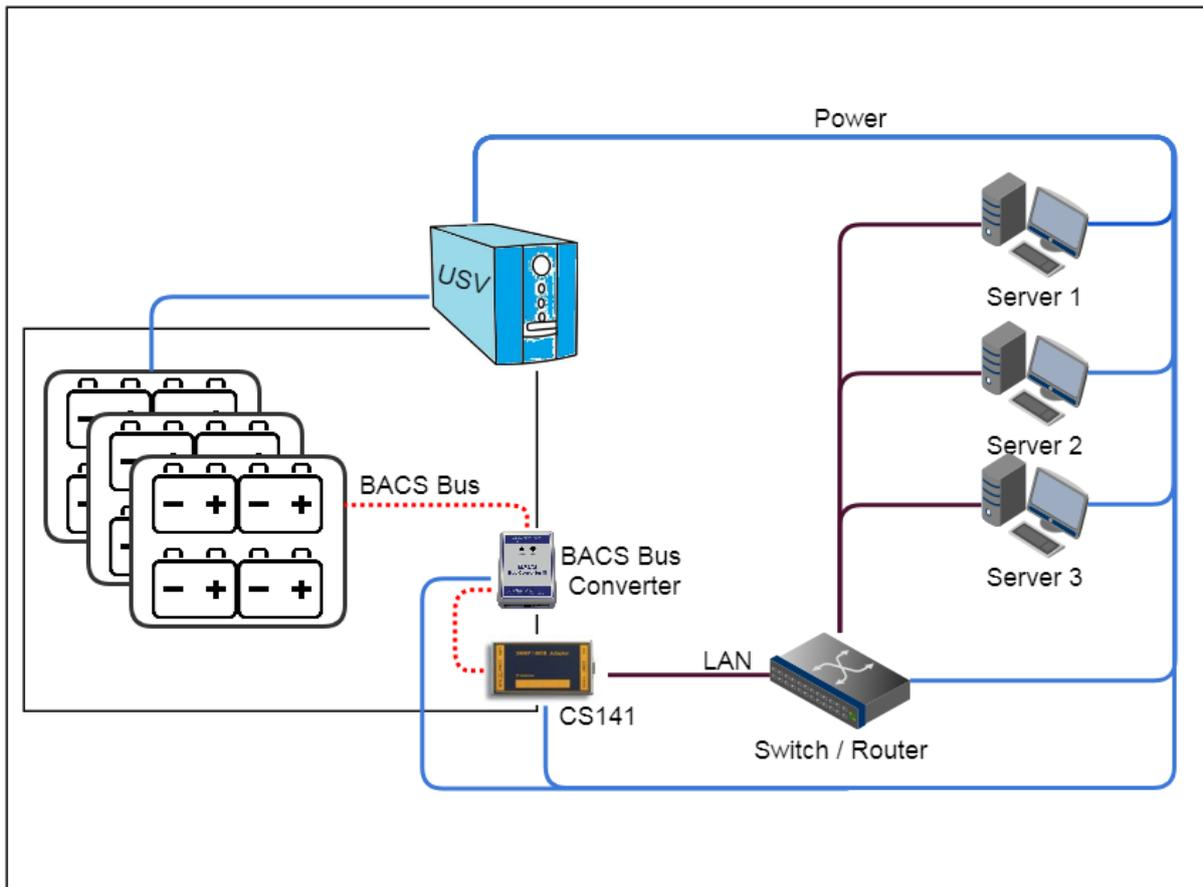 Power
USV
Server 1
Server 2
BACS Bus
BACS Bus
Converter
Server 3
LAN
CS141
Switch / Router